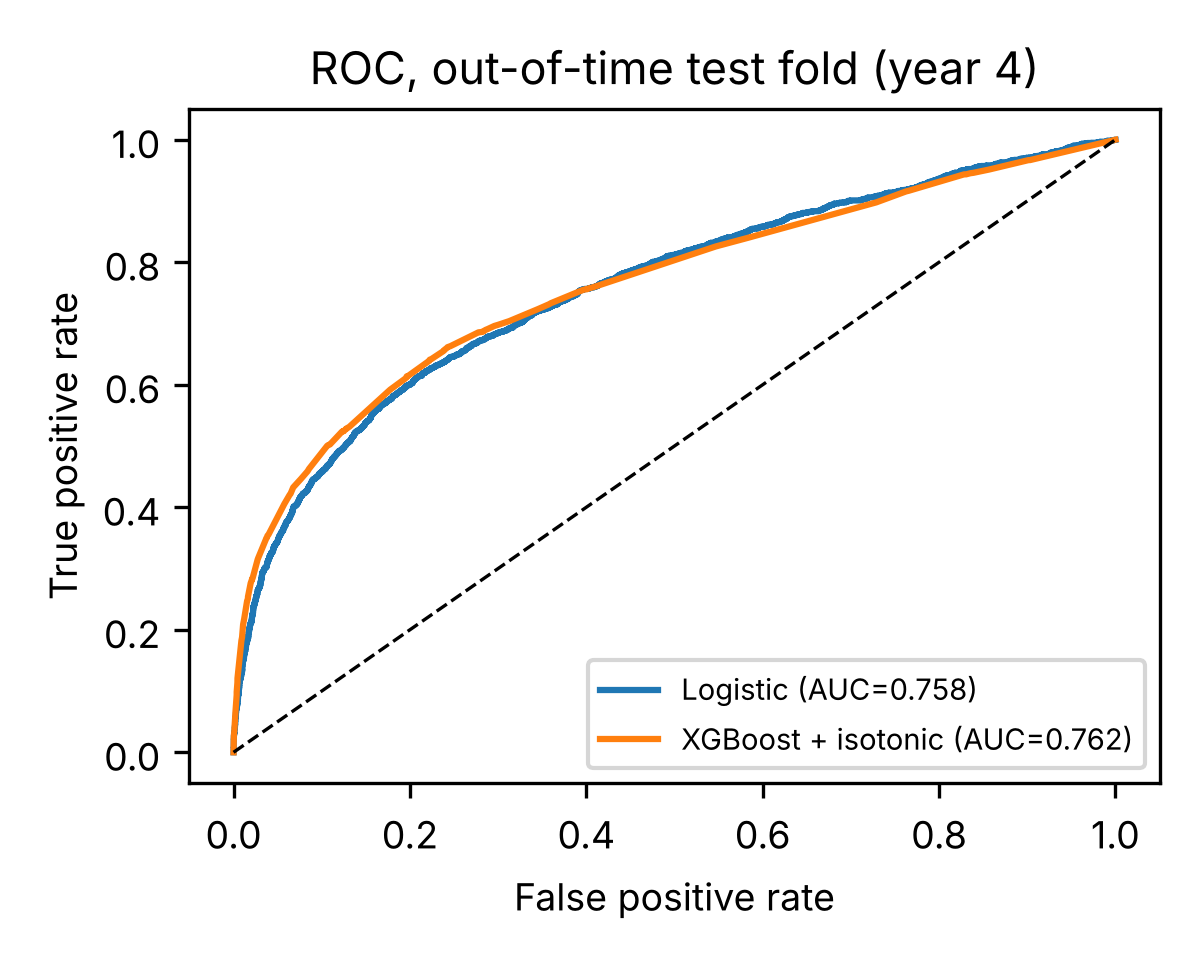 ROC, out-of-time test fold (year 4)
1.0
0.8
0.6
0.4
0.2
0.0
True positive rate
Logistic (AUC=0.758)
XGBoost + isotonic (AUC=0.762)
0.0 0.2 0.4 0.6 0.8 1.0
False positive rate